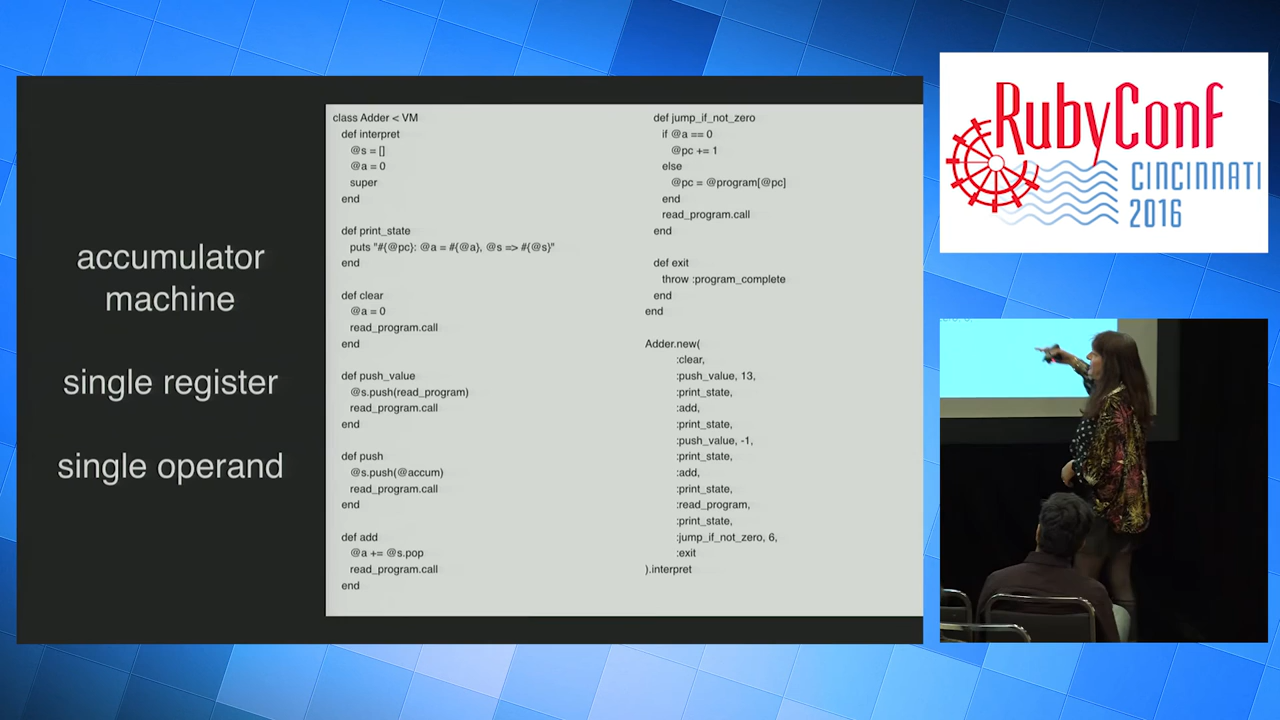 accumulator
machine
single register
single operand
class Adder < VM
def interpret
@s = []
@a = 0
super
end
def print_state
puts "#{@pc}: @a = #{@a}, @s => #{@s}"
end
def clear
@a = 0
read_program.call
end
def push_value
@s.push(read_program)
read_program.call
end
def push
@s.push(@accum)
read_program.call
end
def add
@a += @s.pop
read_program.call
end
def jump_if_not_zero
if @a == 0
@pc += 1
else
@pc = @program[@pc]
end
read_program.call
end
def exit
throw :program_complete
end
end
Adder.new(
:clear,
:push_value, 13,
:print_state,
:add,
:print_state,
:push_value, -1,
:print_state,
:add,
:print_state,
:read_program,
:print_state,
:jump_if_not_zero, 6,
:exit
).interpret
RubyConf
CINCINNATI
2016